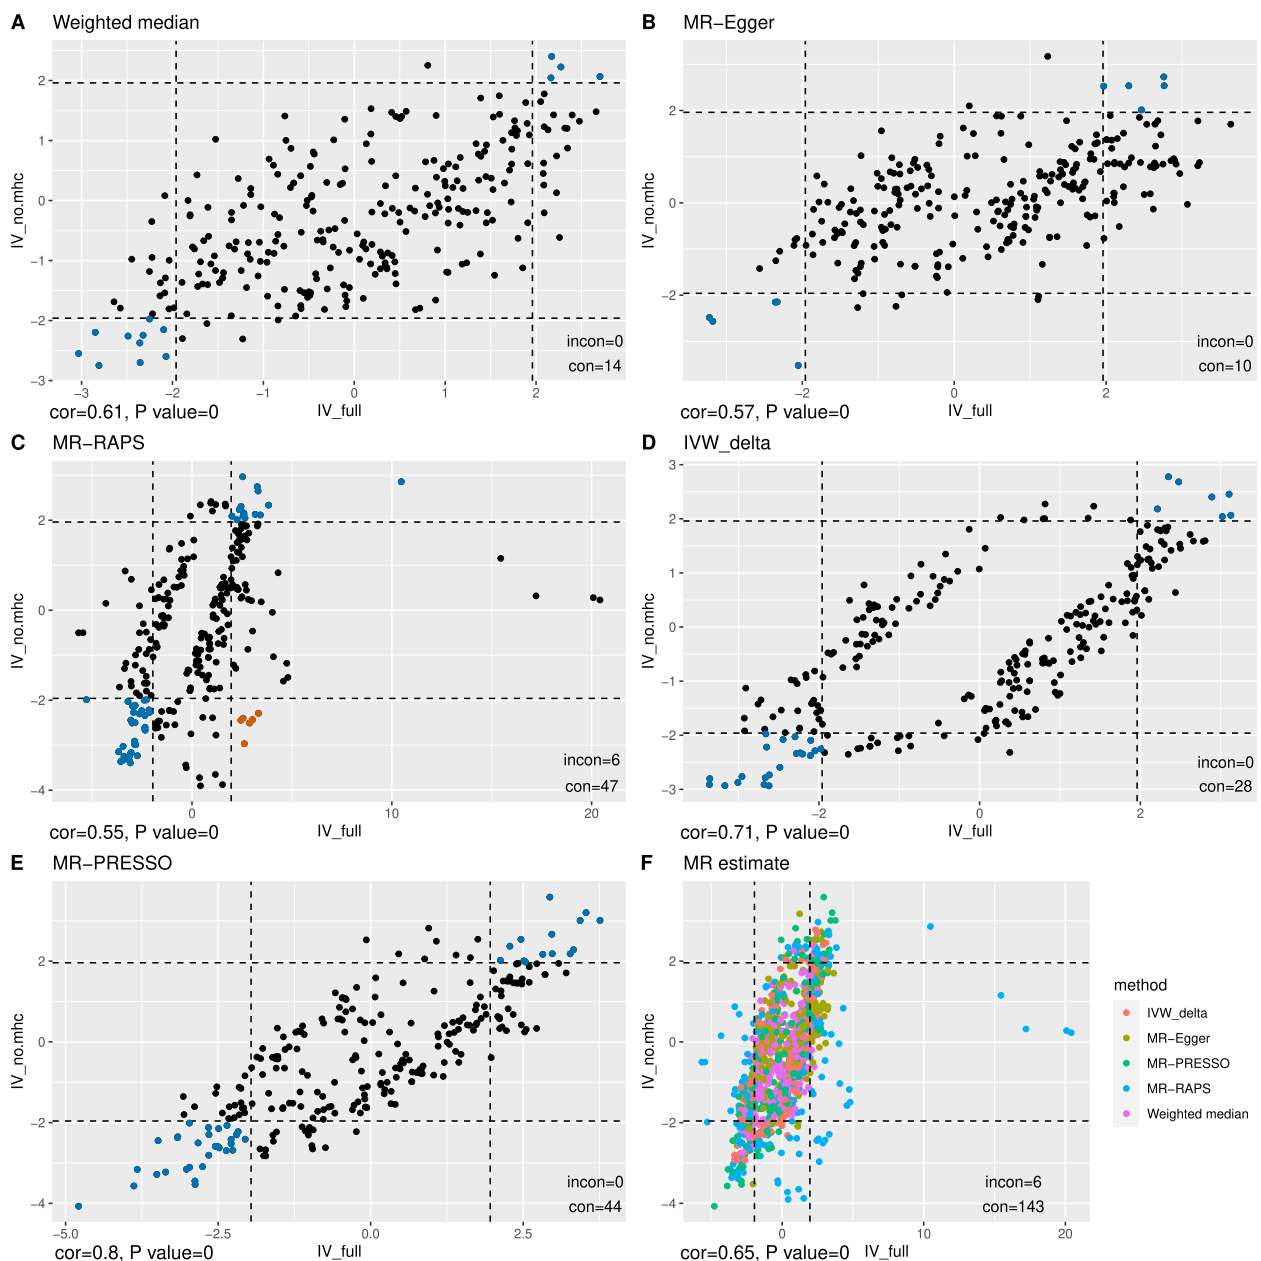 A Weighted median
IV_no.mhc
2
1
0
−1
−2
−3
−3 −2 −1 0 1 2
incon=0
con=14
cor=0.61, P value=0
IV_full
B MR−Egger
IV_no.mhc
2
0
−2
−2 0 2
incon=0
con=10
cor=0.57, P value=0
IV_full
C MR−RAPS
IV_no.mhc
2
0
−2
−4
0 10 20
incon=6
con=47
cor=0.55, P value=0
IV_full
D IVW_delta
IV_no.mhc
3
2
1
0
−1
−2
−3
−2 0 2
incon=0
con=28
cor=0.71, P value=0
IV_full
E MR−PRESSO
IV_no.mhc
2
0
−2
−4
−5.0 −2.5 0.0 2.5
incon=0
con=44
cor=0.8, P value=0
IV_full
F MR estimate
IV_no.mhc
2
0
−2
−4
0 10 20
incon=6
con=143
cor=0.65, P value=0
IV_full
method
IVW_delta
MR−Egger
MR−PRESSO
MR−RAPS
Weighted median